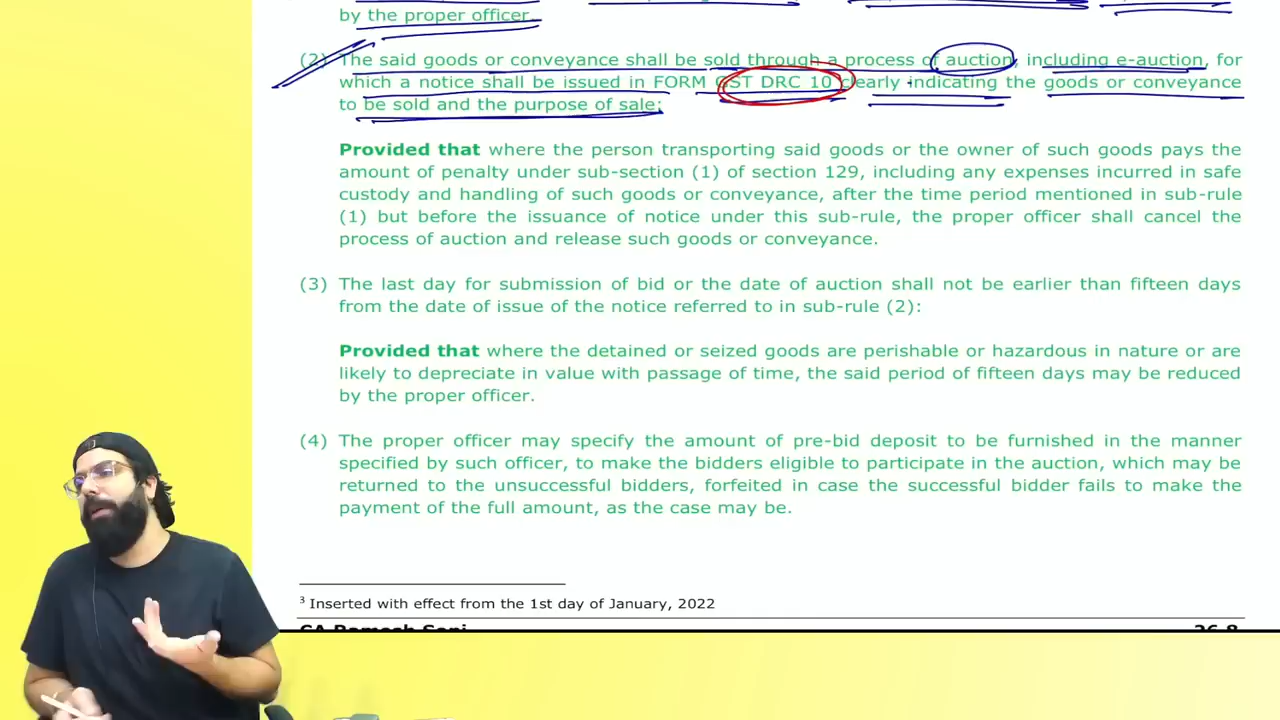 by the proper officer.
(2) The said goods or conveyance shall be sold through a process of auction, including e-auction, for
which a notice shall be issued in FORM GST DRC 10 clearly indicating the goods or conveyance
to be sold and the purpose of sale:
Provided that where the person transporting said goods or the owner of such goods pays the
amount of penalty under sub-section (1) of section 129, including any expenses incurred in safe
custody and handling of such goods or conveyance, after the time period mentioned in sub-rule
(1) but before the issuance of notice under this sub-rule, the proper officer shall cancel the
process of auction and release such goods or conveyance.
(3) The last day for submission of bid or the date of auction shall not be earlier than fifteen days
from the date of issue of the notice referred to in sub-rule (2):
Provided that where the detained or seized goods are perishable or hazardous in nature or are
likely to depreciate in value with passage of time, the said period of fifteen days may be reduced
by the proper officer.
(4) The proper officer may specify the amount of pre-bid deposit to be furnished in the manner
specified by such officer, to make the bidders eligible to participate in the auction, which may be
returned to the unsuccessful bidders, forfeited in case the successful bidder fails to make the
payment of the full amount, as the case may be.
3 Inserted with effect from the 1st day of January, 2022
CA Ramesh Soni 26.8